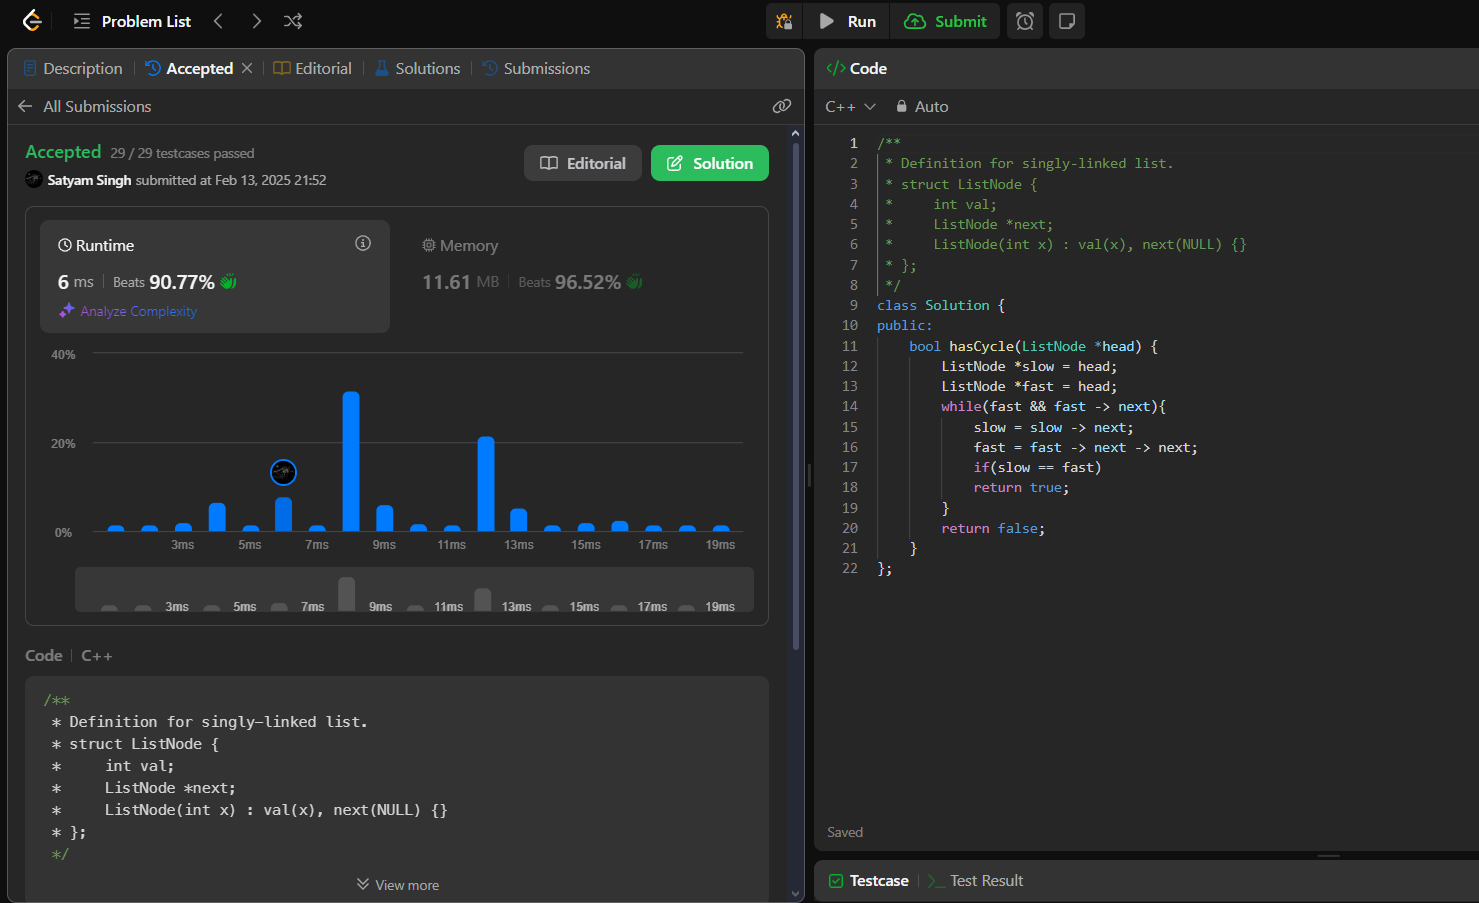 Problem List
Run
Submit
Description
Accepted
Editorial
Solutions
Submissions
All Submissions
Accepted 29 / 29 testcases passed
Satyam Singh submitted at Feb 13, 2025 21:52
Editorial
Solution
Runtime
6 ms Beats 90.77%
Analyze Complexity
Memory
11.61 MB Beats 96.52%
40%
20%
0%
3ms 5ms 7ms 9ms 11ms 13ms 15ms 17ms 19ms
3ms 5ms 7ms 9ms 11ms 13ms 15ms 17ms 19ms
Code C++
/**
* Definition for singly-linked list.
* struct ListNode {
*     int val;
*     ListNode *next;
*     ListNode(int x) : val(x), next(NULL) {}
* };
*/
View more
</> Code
C++ Auto
1 /**
2 * Definition for singly-linked list.
3 * struct ListNode {
4 *     int val;
5 *     ListNode *next;
6 *     ListNode(int x) : val(x), next(NULL) {}
7 * };
8 */
9 class Solution {
10 public:
11     bool hasCycle(ListNode *head) {
12         ListNode *slow = head;
13         ListNode *fast = head;
14         while(fast && fast -> next){
15             slow = slow -> next;
16             fast = fast -> next -> next;
17             if(slow == fast)
18             return true;
19         }
20         return false;
21     }
22 };
Saved
Testcase
Test Result